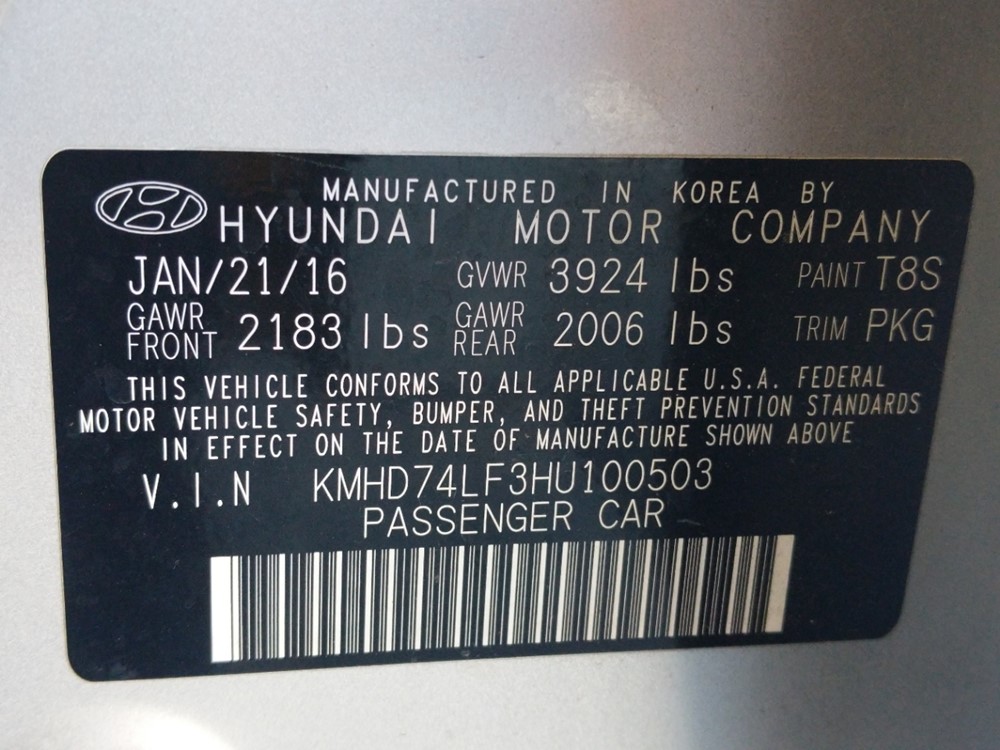 MANUFACTURED IN KOREA BY
HYUNDAI MOTOR COMPANY
JAN/21/16 GVWR 3924 lbs PAINT T8S
GAWR FRONT 2183 lbs GAWR REAR 2006 lbs TRIM PKG
THIS VEHICLE CONFORMS TO ALL APPLICABLE U.S.A. FEDERAL
MOTOR VEHICLE SAFETY, BUMPER, AND THEFT PREVENTION STANDARDS
IN EFFECT ON THE DATE OF MANUFACTURE SHOWN ABOVE
V.I.N KMHD74LF3HU100503
PASSENGER CAR